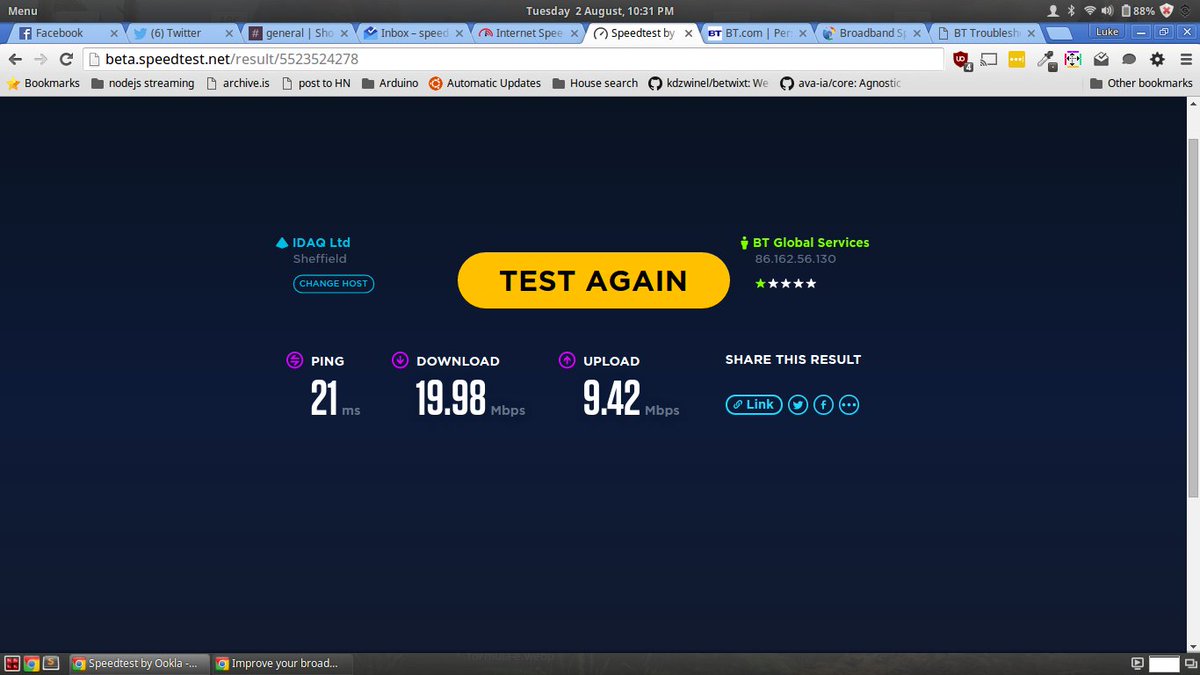 Menu
Tuesday 2 August, 10:31 PM
88%
Facebook
(6) Twitter
general | Sho
Inbox – speed
Internet Spee
Speedtest by
BT BT.com | Pers
Broadband Sp
BT Troublesh
Luke
beta.speedtest.net/result/5523524278
4
Bookmarks
nodejs streaming
archive.is
post to HN
Arduino
Automatic Updates
House search
kdzwinel/betwixt: We
ava-ia/core: Agnostic
Other bookmarks
IDAQ Ltd
Sheffield
CHANGE HOST
TEST AGAIN
BT Global Services
86.162.56.130
PING
21 ms
DOWNLOAD
19.98 Mbps
UPLOAD
9.42 Mbps
SHARE THIS RESULT
Link
Speedtest by Ookla -...
Improve your broad...